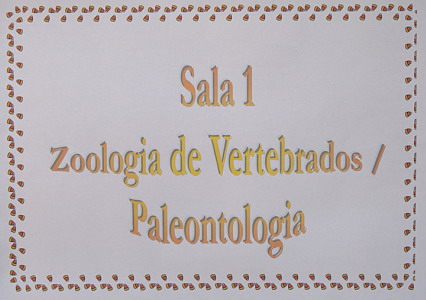 Sala 1
Zoologia de Vertebrados /
Paleontologia